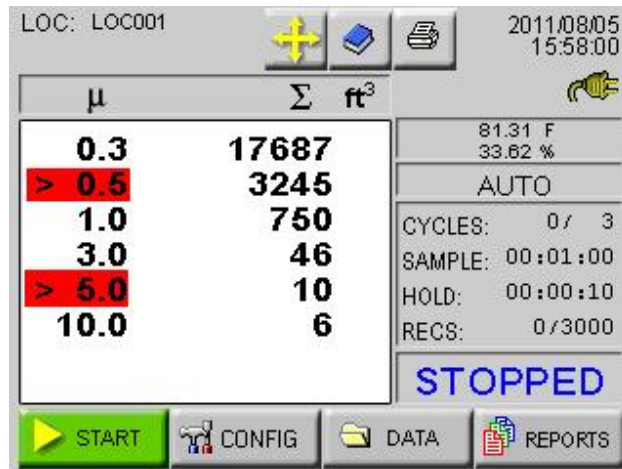 LOC: LOC001
2011/08/05
15:58:00
µ Σ ft³
81.31 F
33.62 %
0.3 17687
> 0.5 3245
1.0 750
3.0 46
> 5.0 10
10.0 6
AUTO
CYCLES: 0/ 3
SAMPLE: 00:01:00
HOLD: 00:00:10
RECS: 0/3000
STOPPED
START CONFIG DATA REPORTS